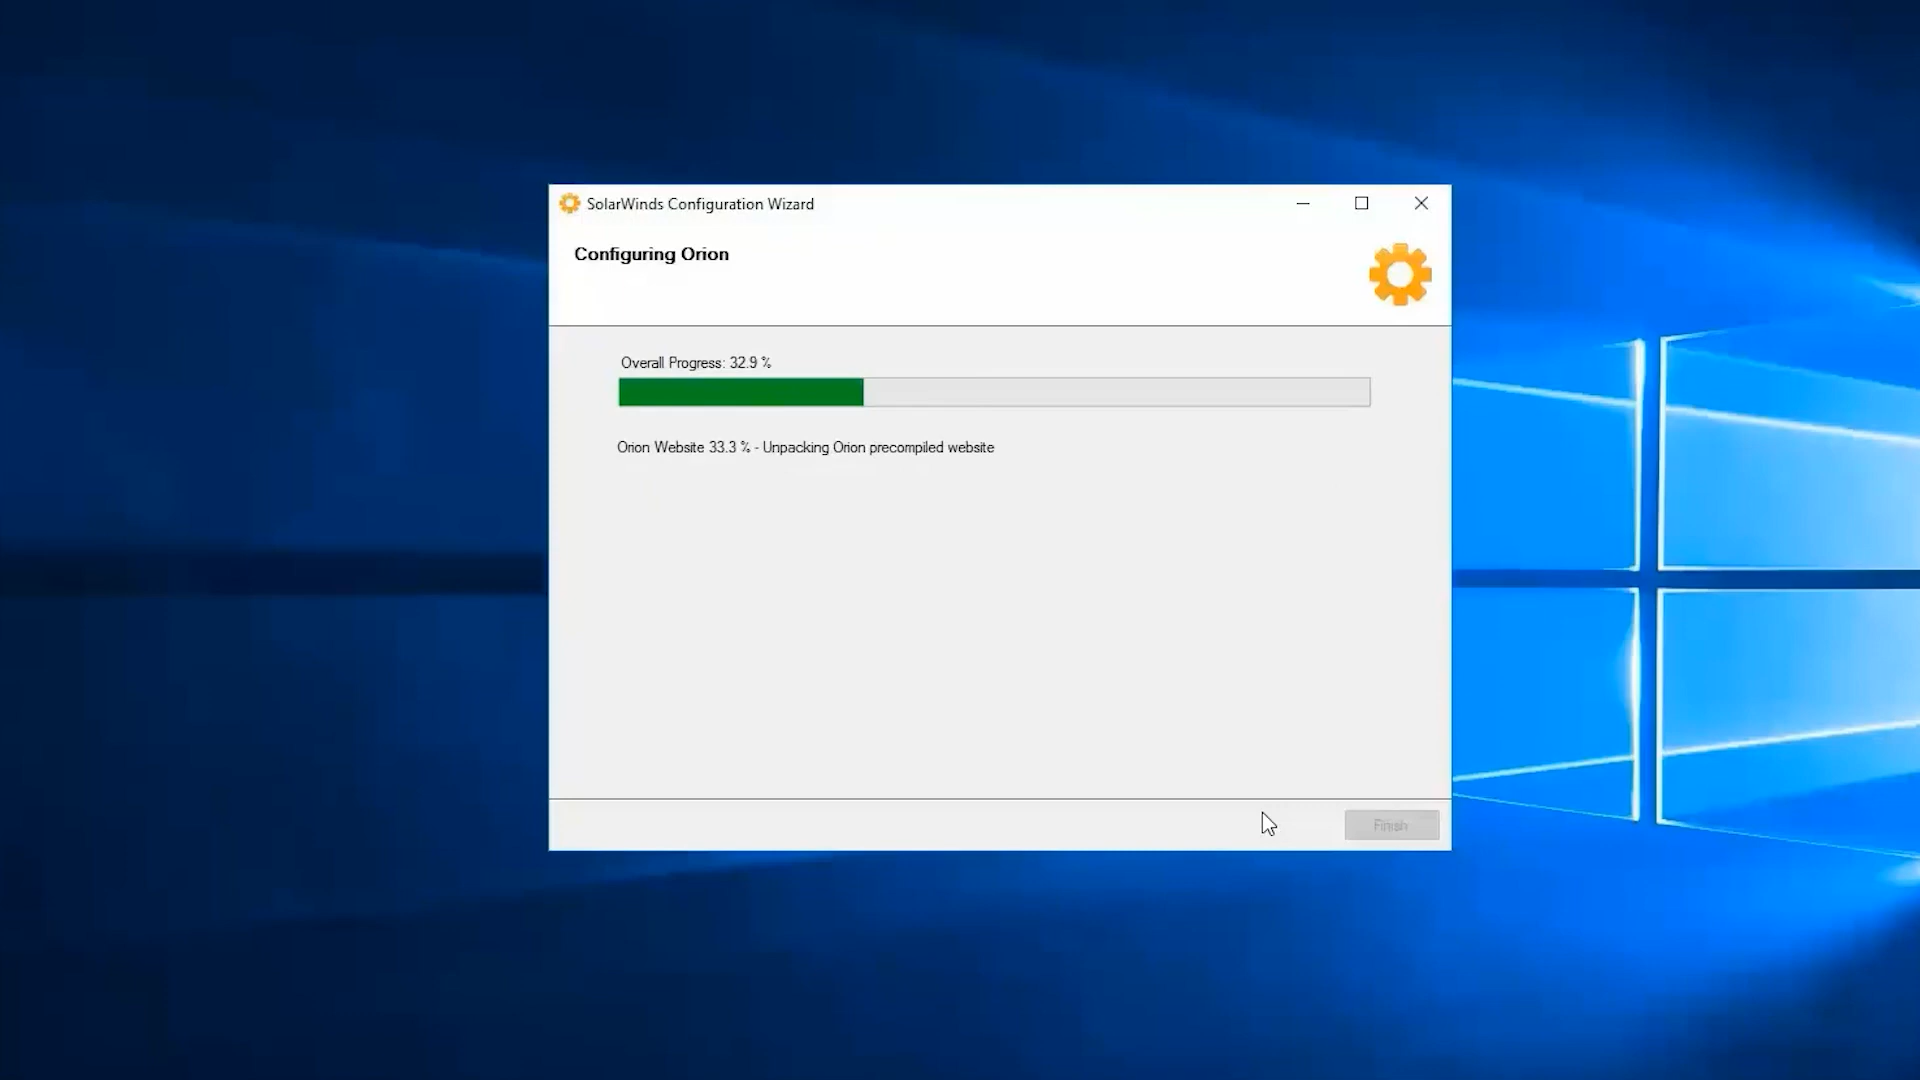 SolarWinds Configuration Wizard
Configuring Orion
Overall Progress: 32.9 %
Orion Website 33.3 % - Unpacking Orion precompiled website
Finish